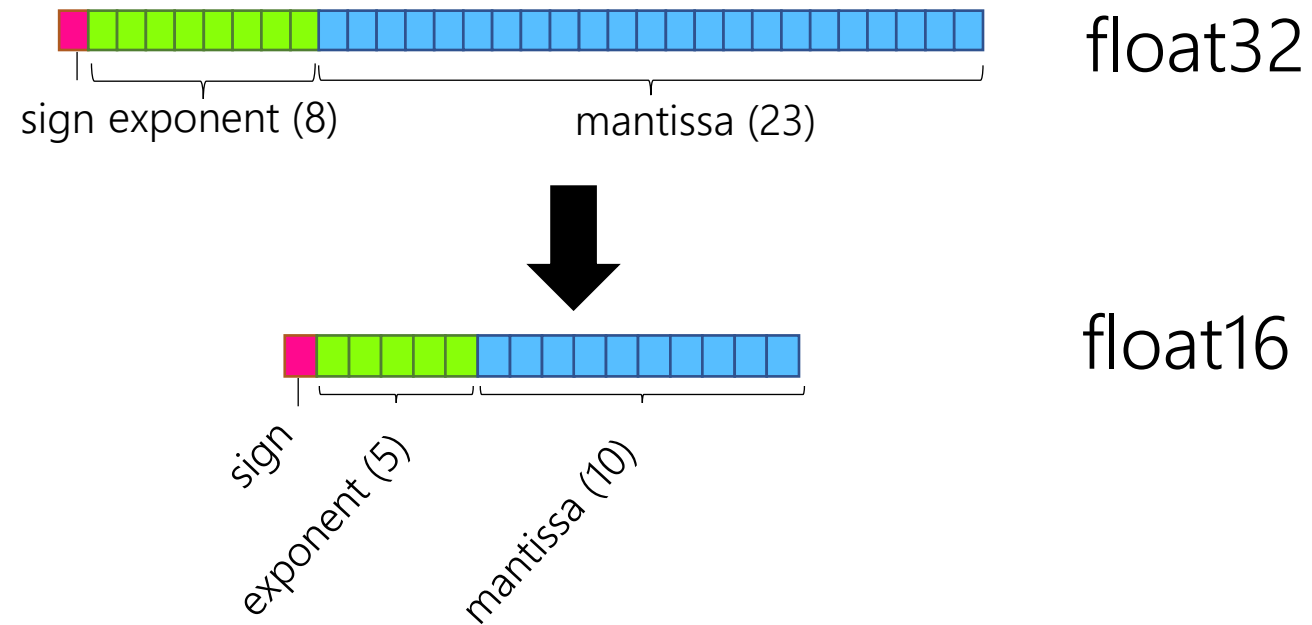 float32
sign exponent (8)
mantissa (23)
float16
sign
exponent (5)
mantissa (10)